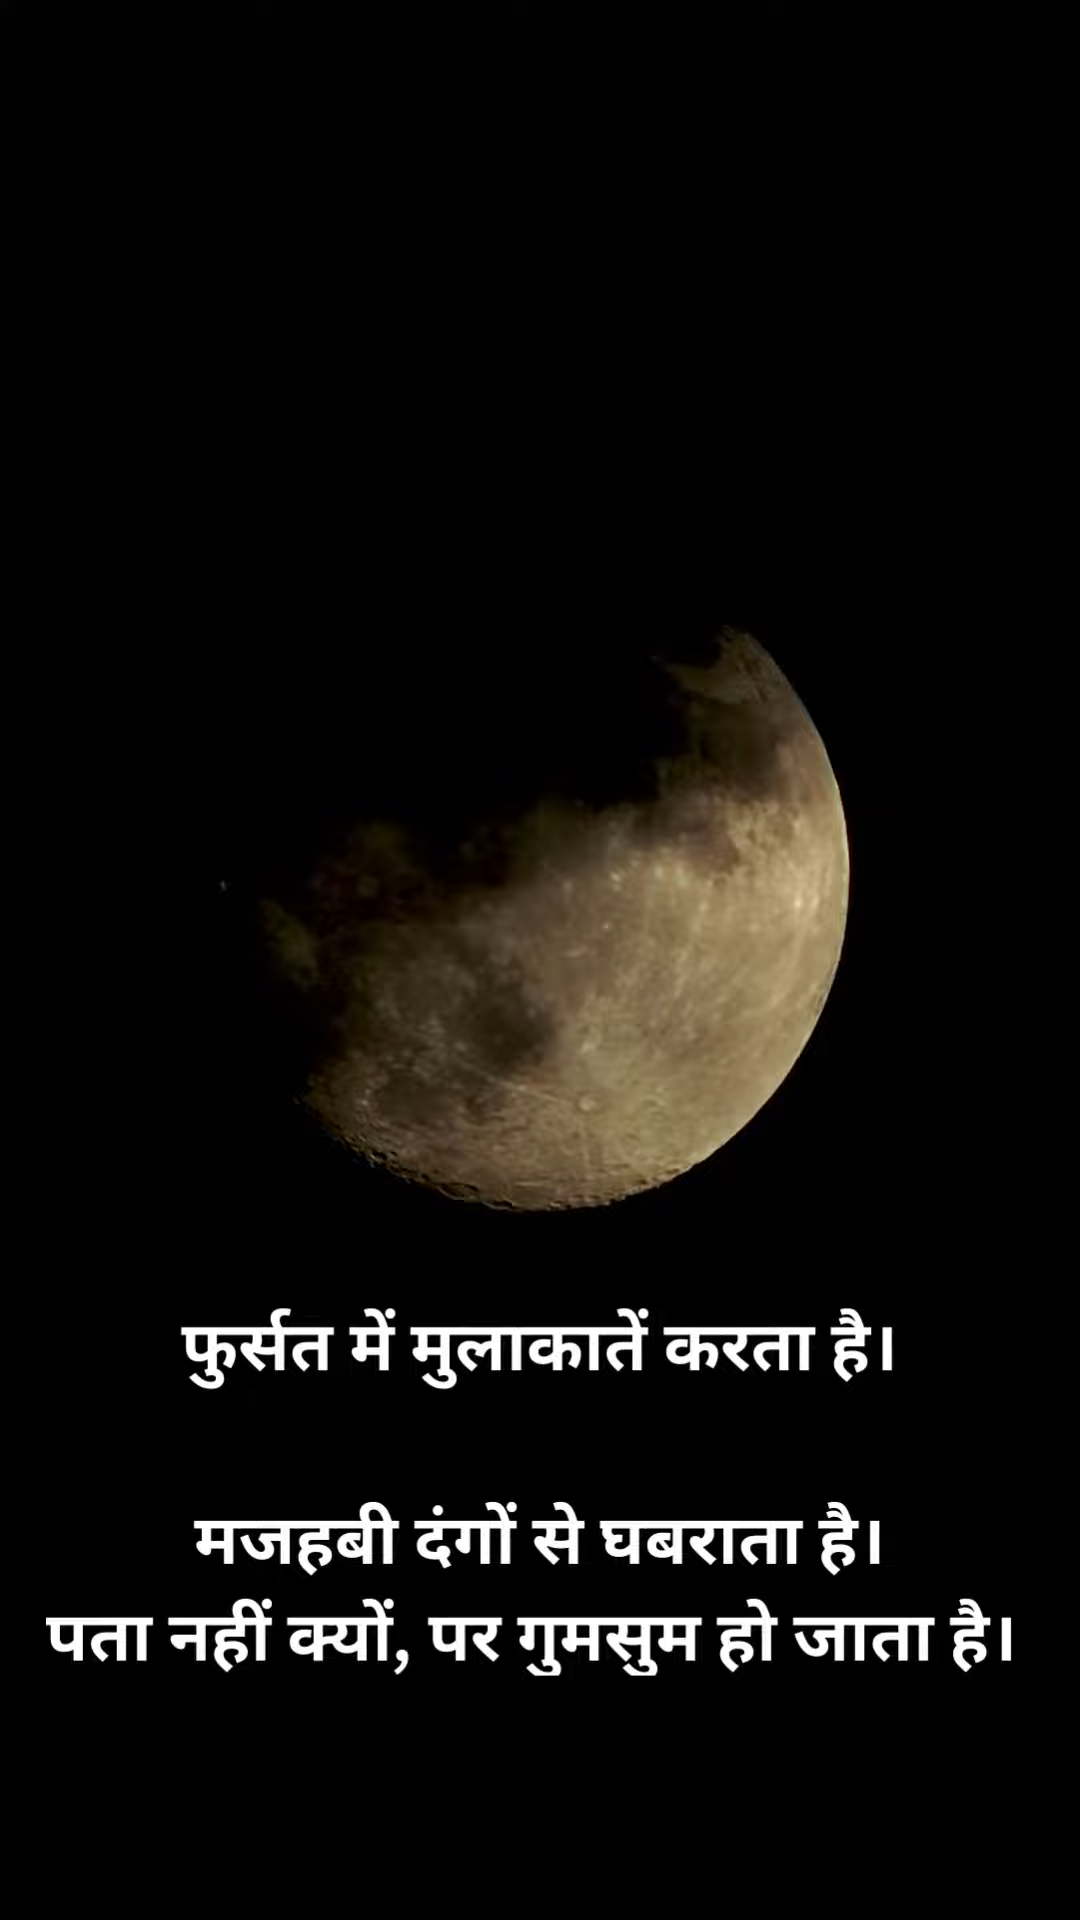 फुर्सत में मुलाकातें करता है।
मजहबी दंगों से घबराता है।
पता नहीं क्यों, पर गुमसुम हो जाता है।